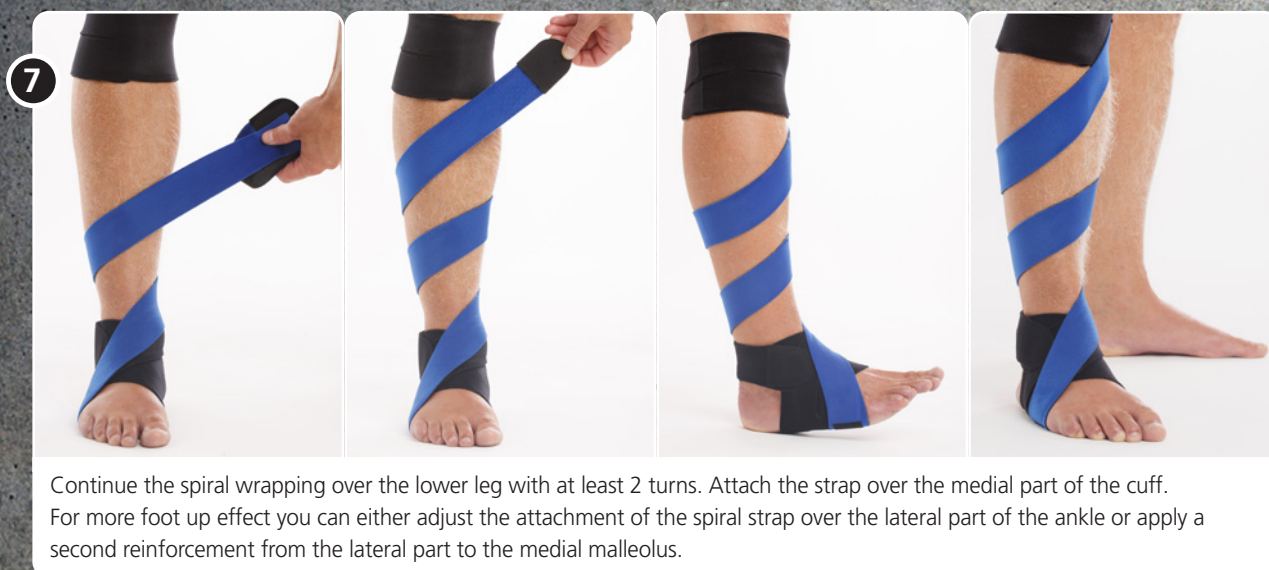 7
Continue the spiral wrapping over the lower leg with at least 2 turns. Attach the strap over the medial part of the cuff.
For more foot up effect you can either adjust the attachment of the spiral strap over the lateral part of the ankle or apply a
second reinforcement from the lateral part to the medial malleolus.